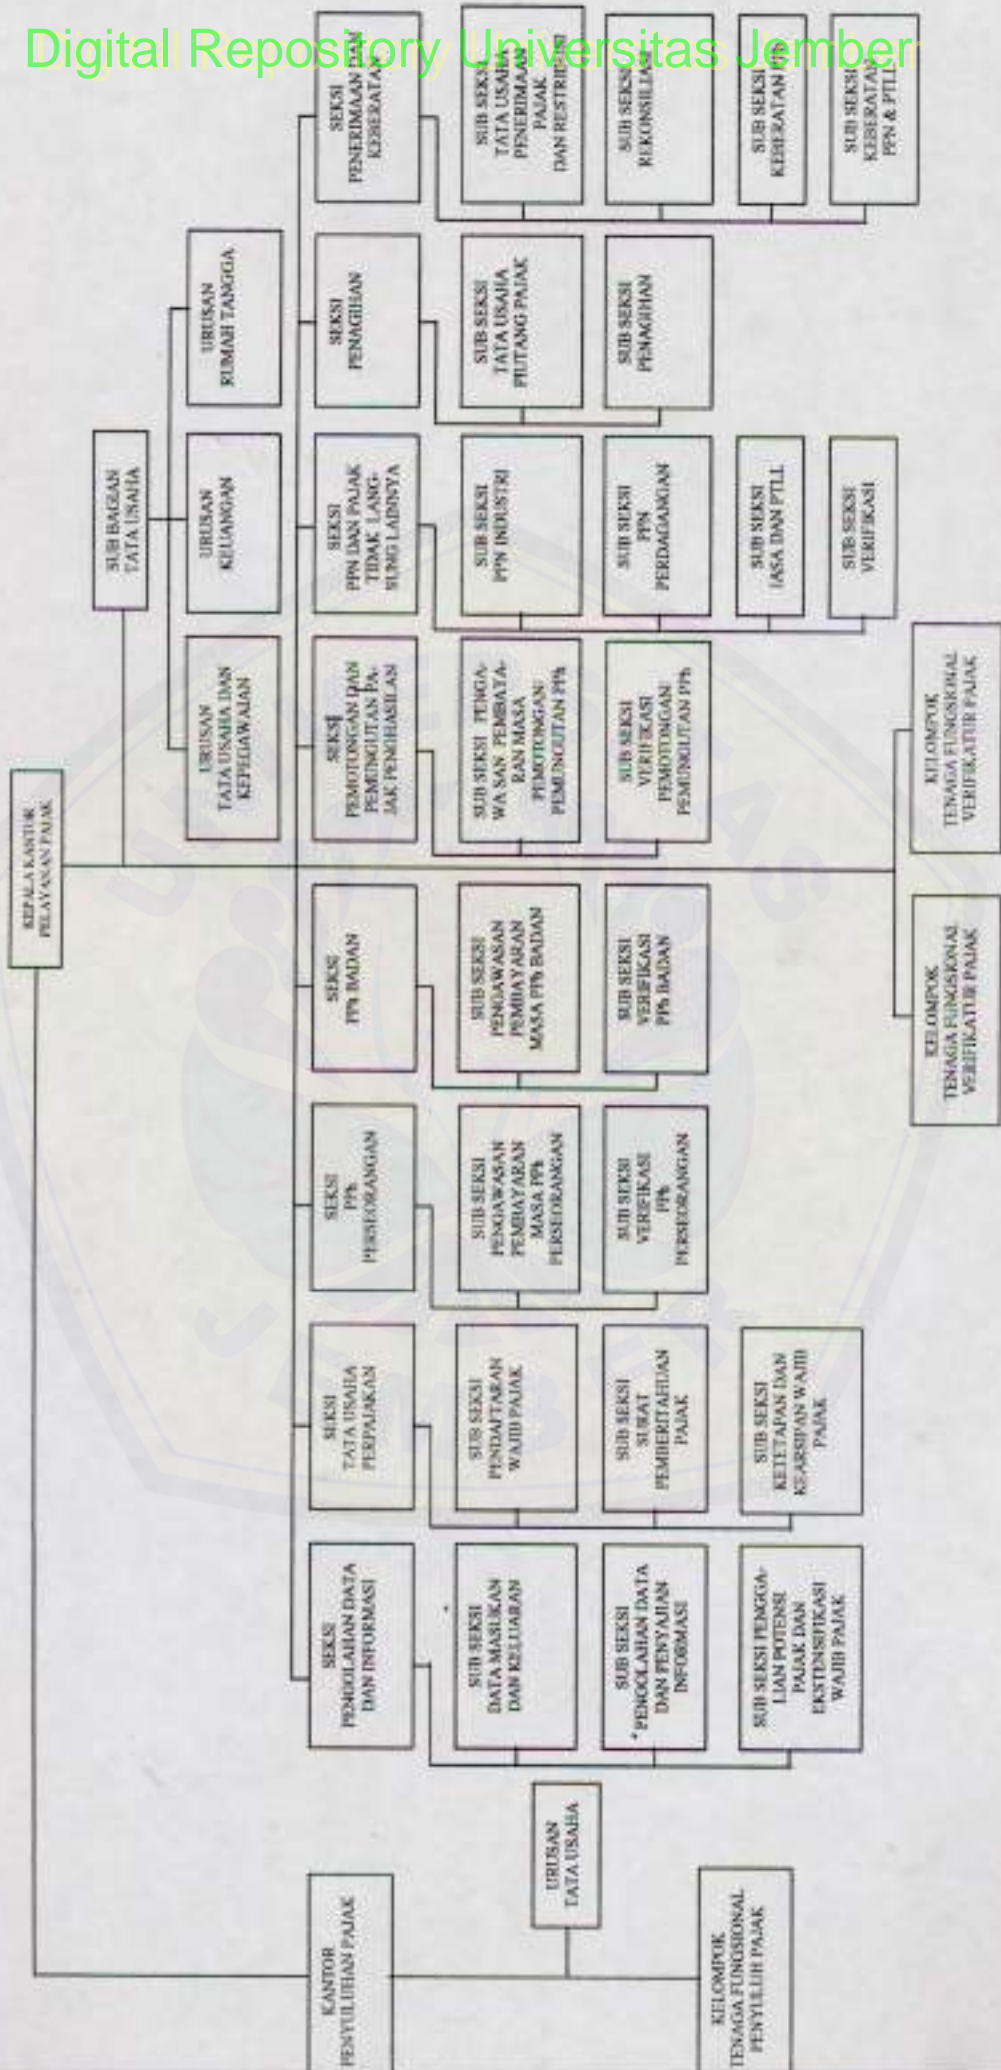 Digital Repository Universitas Jember
KEPALA KANTOR
PELAYANAN PAJAK
SUB BAGIAN
TATA USAHA
URUSAN
TATA USAHA DAN
KEPEGAWAIAN
URUSAN
KEUANGAN
URUSAN
RUMAH TANGGA
KANTOR
PENYULUHAN PAJAK
URUSAN
TATA USAHA
KELOMPOK
TENAGA FUNGSIONAL
PENYULUH PAJAK
SEKSI
PENGOLAHAN DATA
DAN INFORMASI
SUB SEKSI
DATA MASUKAN
DAN KELUARAN
SUB SEKSI
PENGOLAHAN DATA
DAN PENYAJIAN
INFORMASI
SUB SEKSI PENGGA-
LIAN POTENSI
PAJAK DAN
EKSTENSIFIKASI
WAJIB PAJAK
SEKSI
TATA USAHA
PERPAJAKAN
SUB SEKSI
PENDAFTARAN
WAJIB PAJAK
SUB SEKSI
SURAT
PEMBERITAHUAN
PAJAK
SUB SEKSI
KETETAPAN DAN
KEARSIPAN WAJIB
PAJAK
SEKSI
PPh
PERSEORANGAN
SUB SEKSI
PENGAWASAN
PEMBAYARAN
MASA PPh
PERSEORANGAN
SUB SEKSI
VERIFIKASI
PPh
PERSEORANGAN
SEKSI
PPh BADAN
SUB SEKSI
PENGAWASAN
PEMBAYARAN
MASA PPh BADAN
SUB SEKSI
VERIFIKASI
PPh BADAN
SEKSI
PEMOTONGAN DAN
PEMUNGUTAN PA-
JAK PENGHASILAN
SUB SEKSI PENGA-
WASAN PEMBAYA-
RAN MASA
PEMOTONGAN/
PEMUNGUTAN PPh
SUB SEKSI
VERIFIKASI
PEMOTONGAN/
PEMUNGUTAN PPh
SEKSI
PPN DAN PAJAK
TIDAK LANG-
SUNG LAINNYA
SUB SEKSI
PPN INDUSTRI
SUB SEKSI
PPN
PERDAGANGAN
SUB SEKSI
JASA DAN PTLL
SUB SEKSI
VERIFIKASI
SEKSI
PENAGIHAN
SUB SEKSI
TATA USAHA
PIUTANG PAJAK
SUB SEKSI
PENAGIHAN
SEKSI
PENERIMAAN DAN
KEBERATAN
SUB SEKSI
TATA USAHA
PENERIMAAN
PAJAK
DAN RESTRIBUSI
SUB SEKSI
REKONSILIASI
SUB SEKSI
KEBERATAN PPh
SUB SEKSI
KEBERATAN
PPN & PTLL
KELOMPOK
TENAGA FUNGSIONAL
VERIFIKATUR PAJAK
KELOMPOK
TENAGA FUNGSIONAL
VERIFIKATUR PAJAK